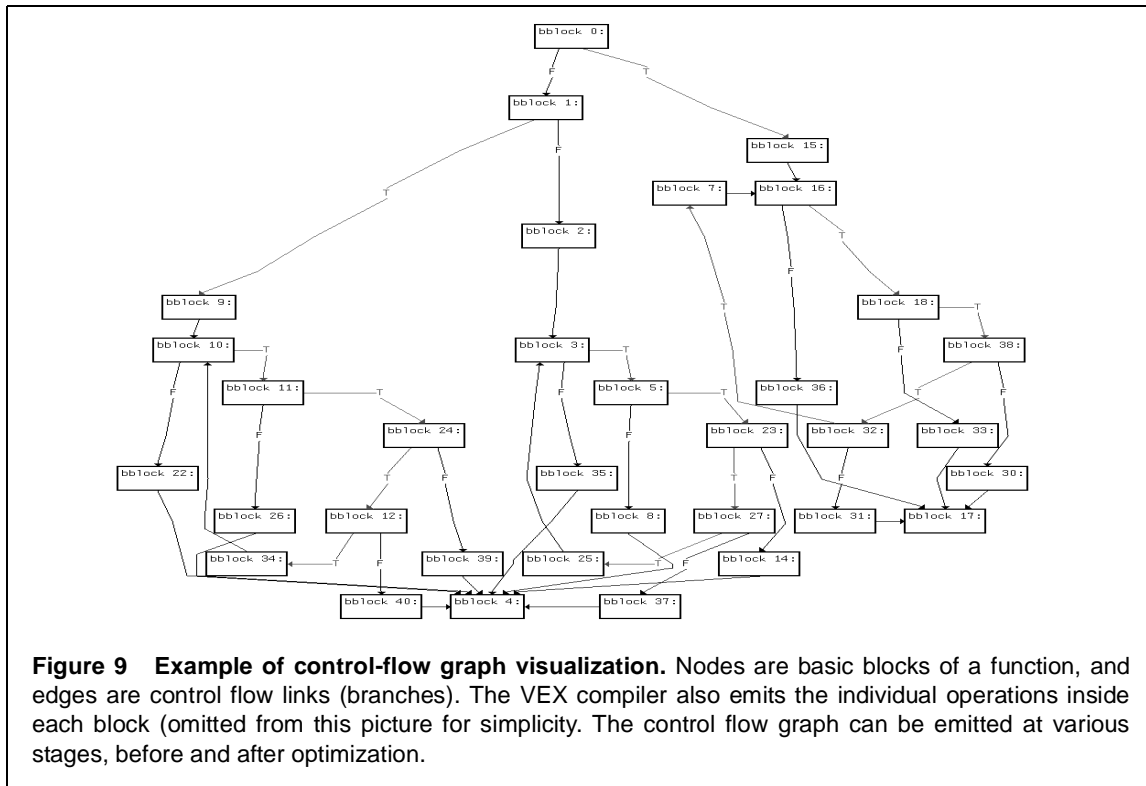 bblock 0:
F
T
bblock 1:
bblock 15:
F
bblock 7:
bblock 16:
T
bblock 2:
T
F
bblock 9:
bblock 18:
T
T
bblock 10:
T
bblock 3:
T
F
bblock 38:
bblock 11:
bblock 5:
F
bblock 36:
F
T
F
T
T
T
F
bblock 24:
F
F
bblock 23:
bblock 32:
bblock 33:
bblock 22:
T
F
bblock 35:
T
F
F
bblock 30:
bblock 26:
bblock 12:
bblock 8:
bblock 27:
bblock 31:
bblock 17:
bblock 34:
T
F
bblock 39:
bblock 25:
T
F
bblock 14:
bblock 40:
bblock 4:
bblock 37:
Figure 9 Example of control-flow graph visualization. Nodes are basic blocks of a function, and
edges are control flow links (branches). The VEX compiler also emits the individual operations inside
each block (omitted from this picture for simplicity. The control flow graph can be emitted at various
stages, before and after optimization.